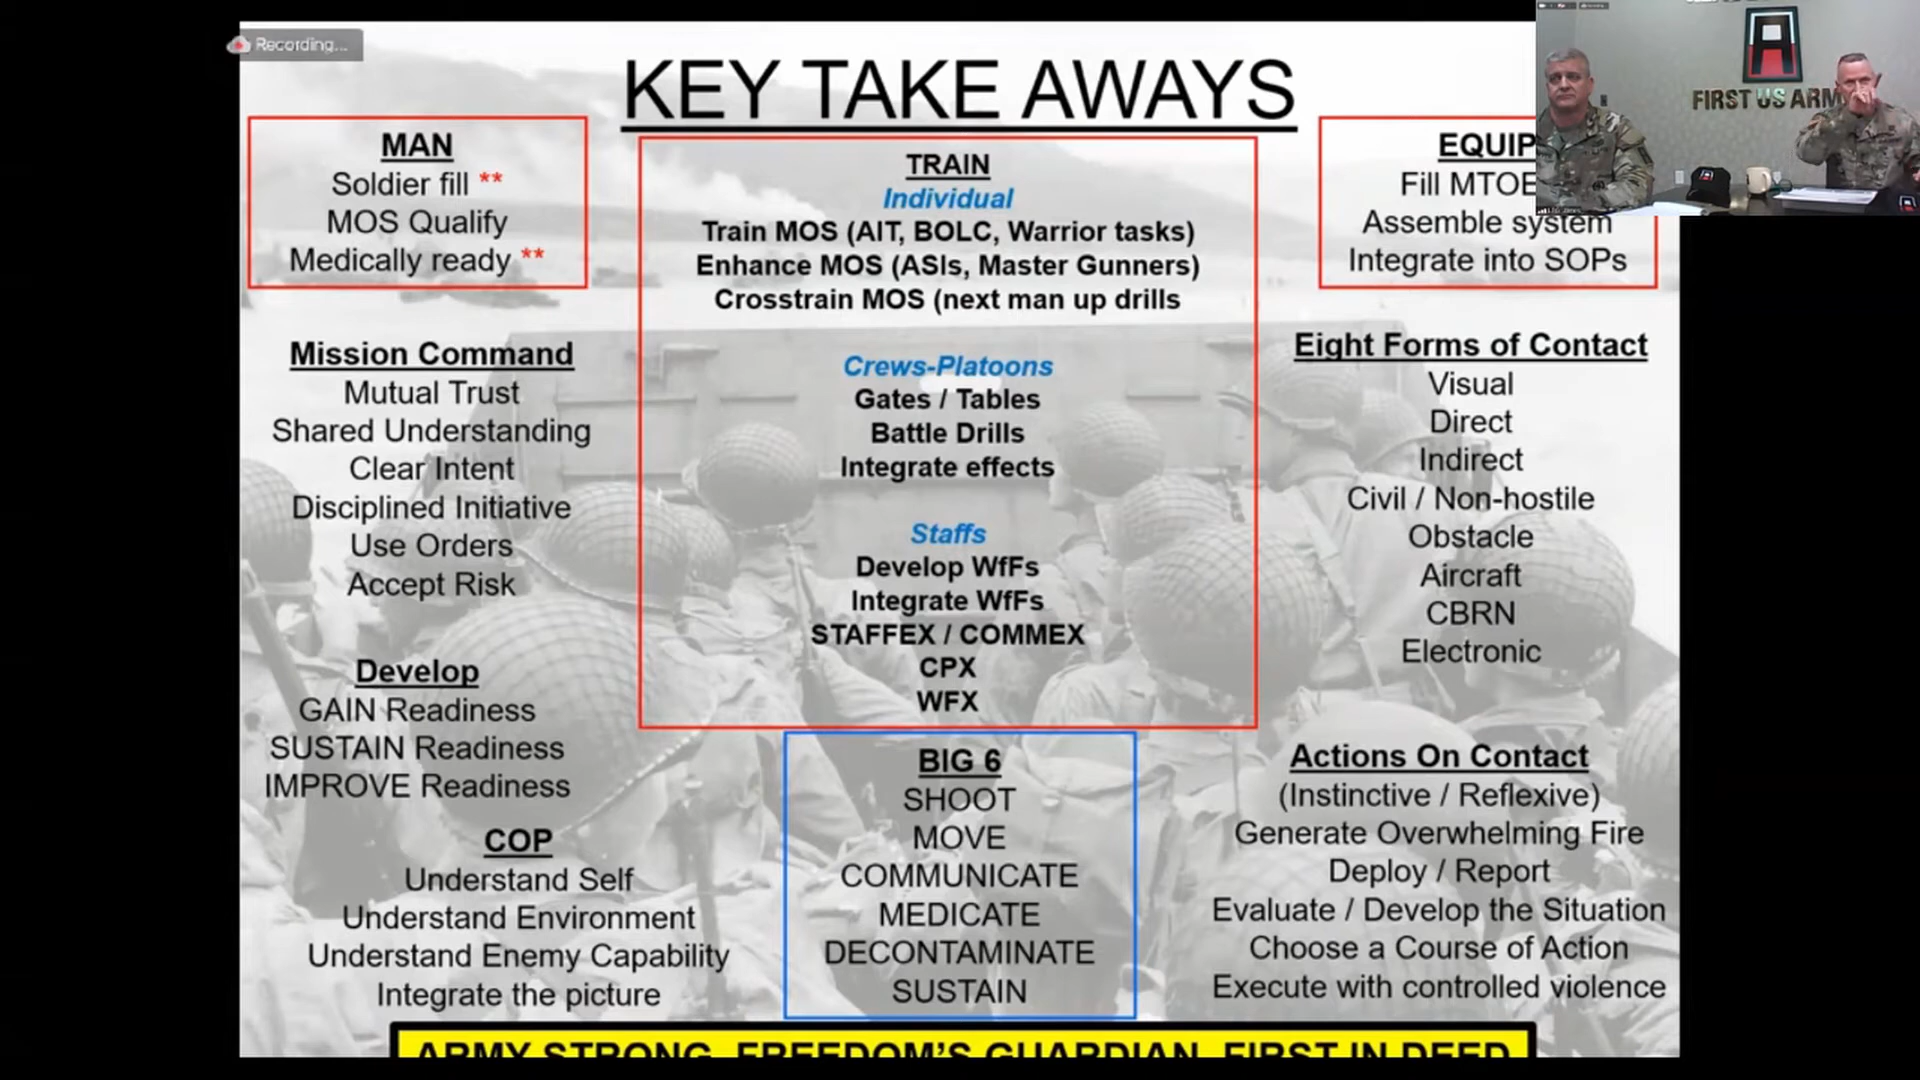 Recording...
KEY TAKE AWAYS
FIRST US ARM
MAN
Soldier fill **
MOS Qualify
Medically ready **
TRAIN
Individual
Train MOS (AIT, BOLC, Warrior tasks)
Enhance MOS (ASIs, Master Gunners)
Crosstrain MOS (next man up drills
Crews-Platoons
Gates / Tables
Battle Drills
Integrate effects
Staffs
Develop WfFs
Integrate WfFs
STAFFEX / COMMEX
CPX
WFX
EQUIP
Fill MTOE
Assemble system
Integrate into SOPs
Mission Command
Mutual Trust
Shared Understanding
Clear Intent
Disciplined Initiative
Use Orders
Accept Risk
Eight Forms of Contact
Visual
Direct
Indirect
Civil / Non-hostile
Obstacle
Aircraft
CBRN
Electronic
Develop
GAIN Readiness
SUSTAIN Readiness
IMPROVE Readiness
COP
Understand Self
Understand Environment
Understand Enemy Capability
Integrate the picture
BIG 6
SHOOT
MOVE
COMMUNICATE
MEDICATE
DECONTAMINATE
SUSTAIN
Actions On Contact
(Instinctive / Reflexive)
Generate Overwhelming Fire
Deploy / Report
Evaluate / Develop the Situation
Choose a Course of Action
Execute with controlled violence
ARMY STRONG, FREEDOM'S GUARDIAN, FIRST IN DEED